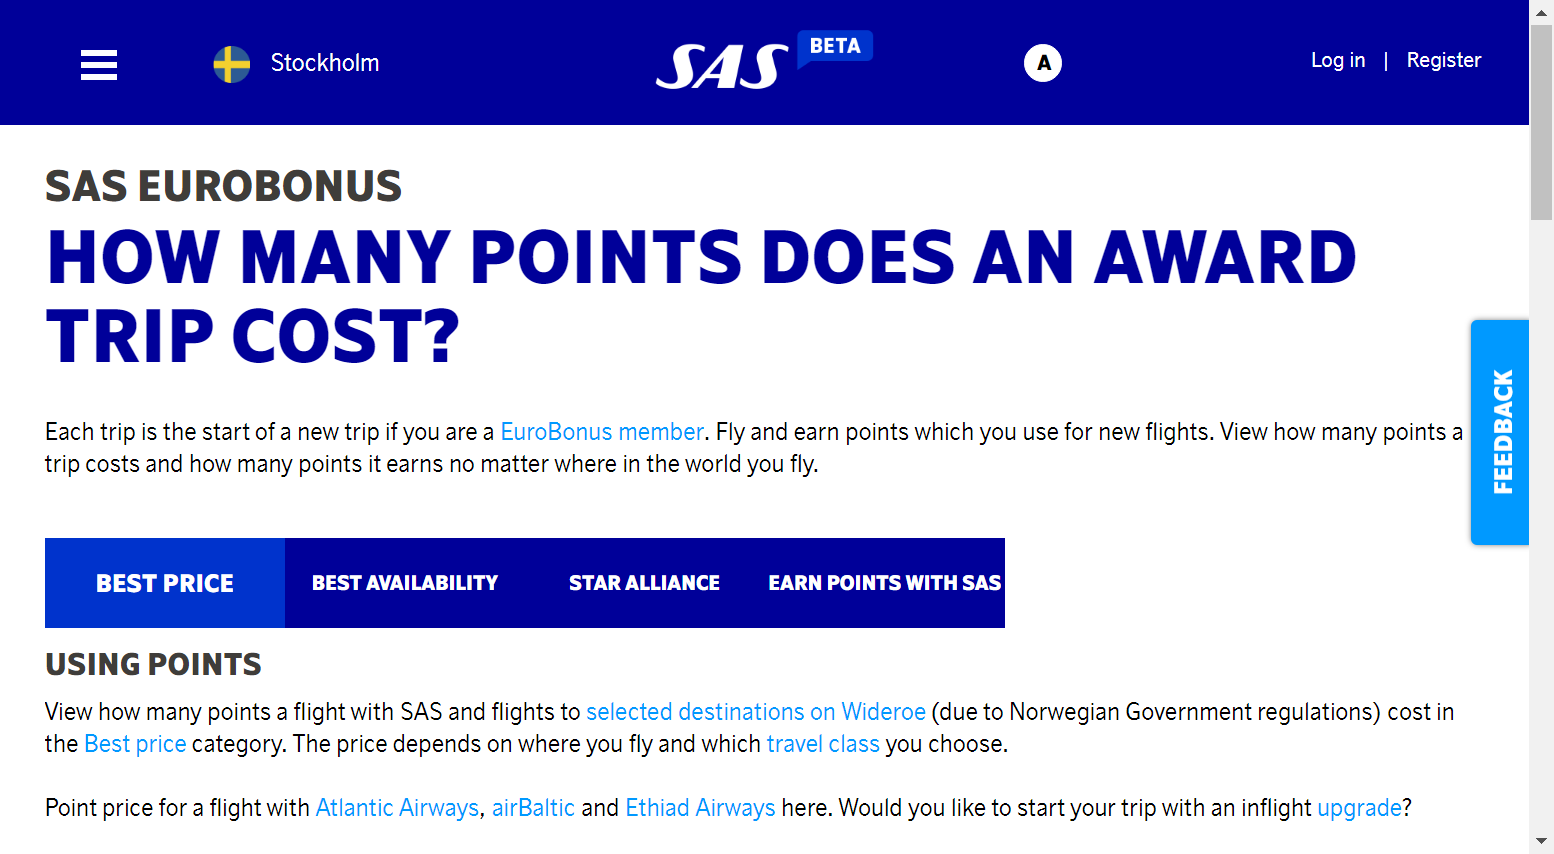 Stockholm
SAS BETA
A
Log in | Register
SAS EUROBONUS
HOW MANY POINTS DOES AN AWARD
TRIP COST?
Each trip is the start of a new trip if you are a EuroBonus member. Fly and earn points which you use for new flights. View how many points a
trip costs and how many points it earns no matter where in the world you fly.
FEEDBACK
BEST PRICE
BEST AVAILABILITY
STAR ALLIANCE
EARN POINTS WITH SAS
USING POINTS
View how many points a flight with SAS and flights to selected destinations on Wideroe (due to Norwegian Government regulations) cost in
the Best price category. The price depends on where you fly and which travel class you choose.
Point price for a flight with Atlantic Airways, airBaltic and Ethiad Airways here. Would you like to start your trip with an inflight upgrade?